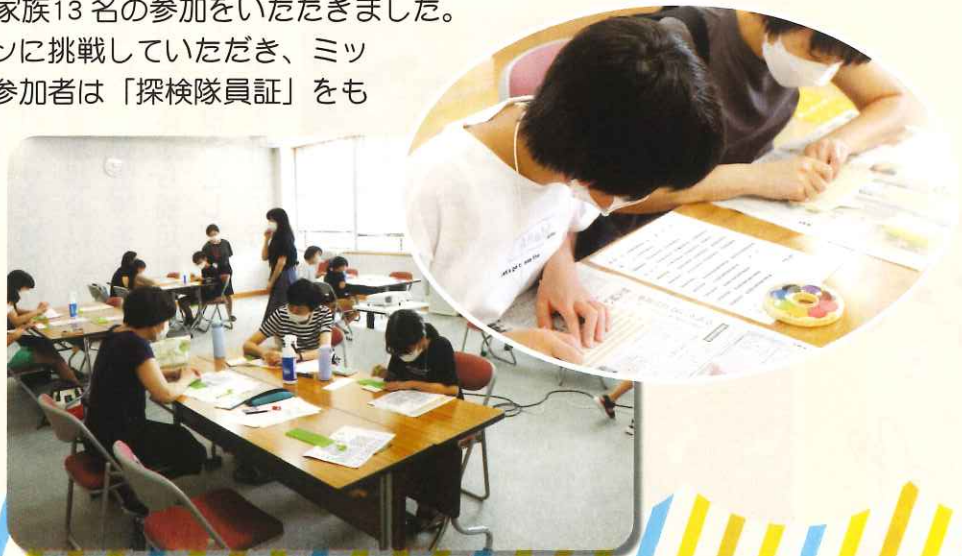 家族13名の参加をいただきました。
ンに挑戦していただき、ミッ
参加者は「探検隊員証」をも